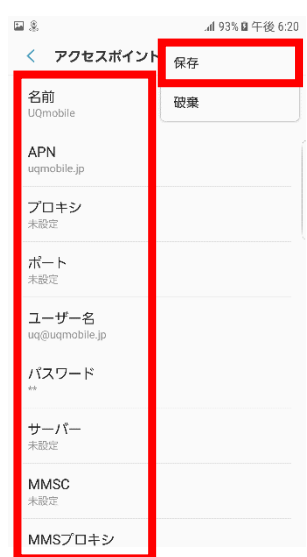 93% 午後 6:20
アクセスポイント
保存
破棄
名前
UQmobile
APN
uqmobile.jp
プロキシ
未設定
ポート
未設定
ユーザー名
uq@uqmobile.jp
パスワード
**
サーバー
未設定
MMSC
未設定
MMSプロキシ